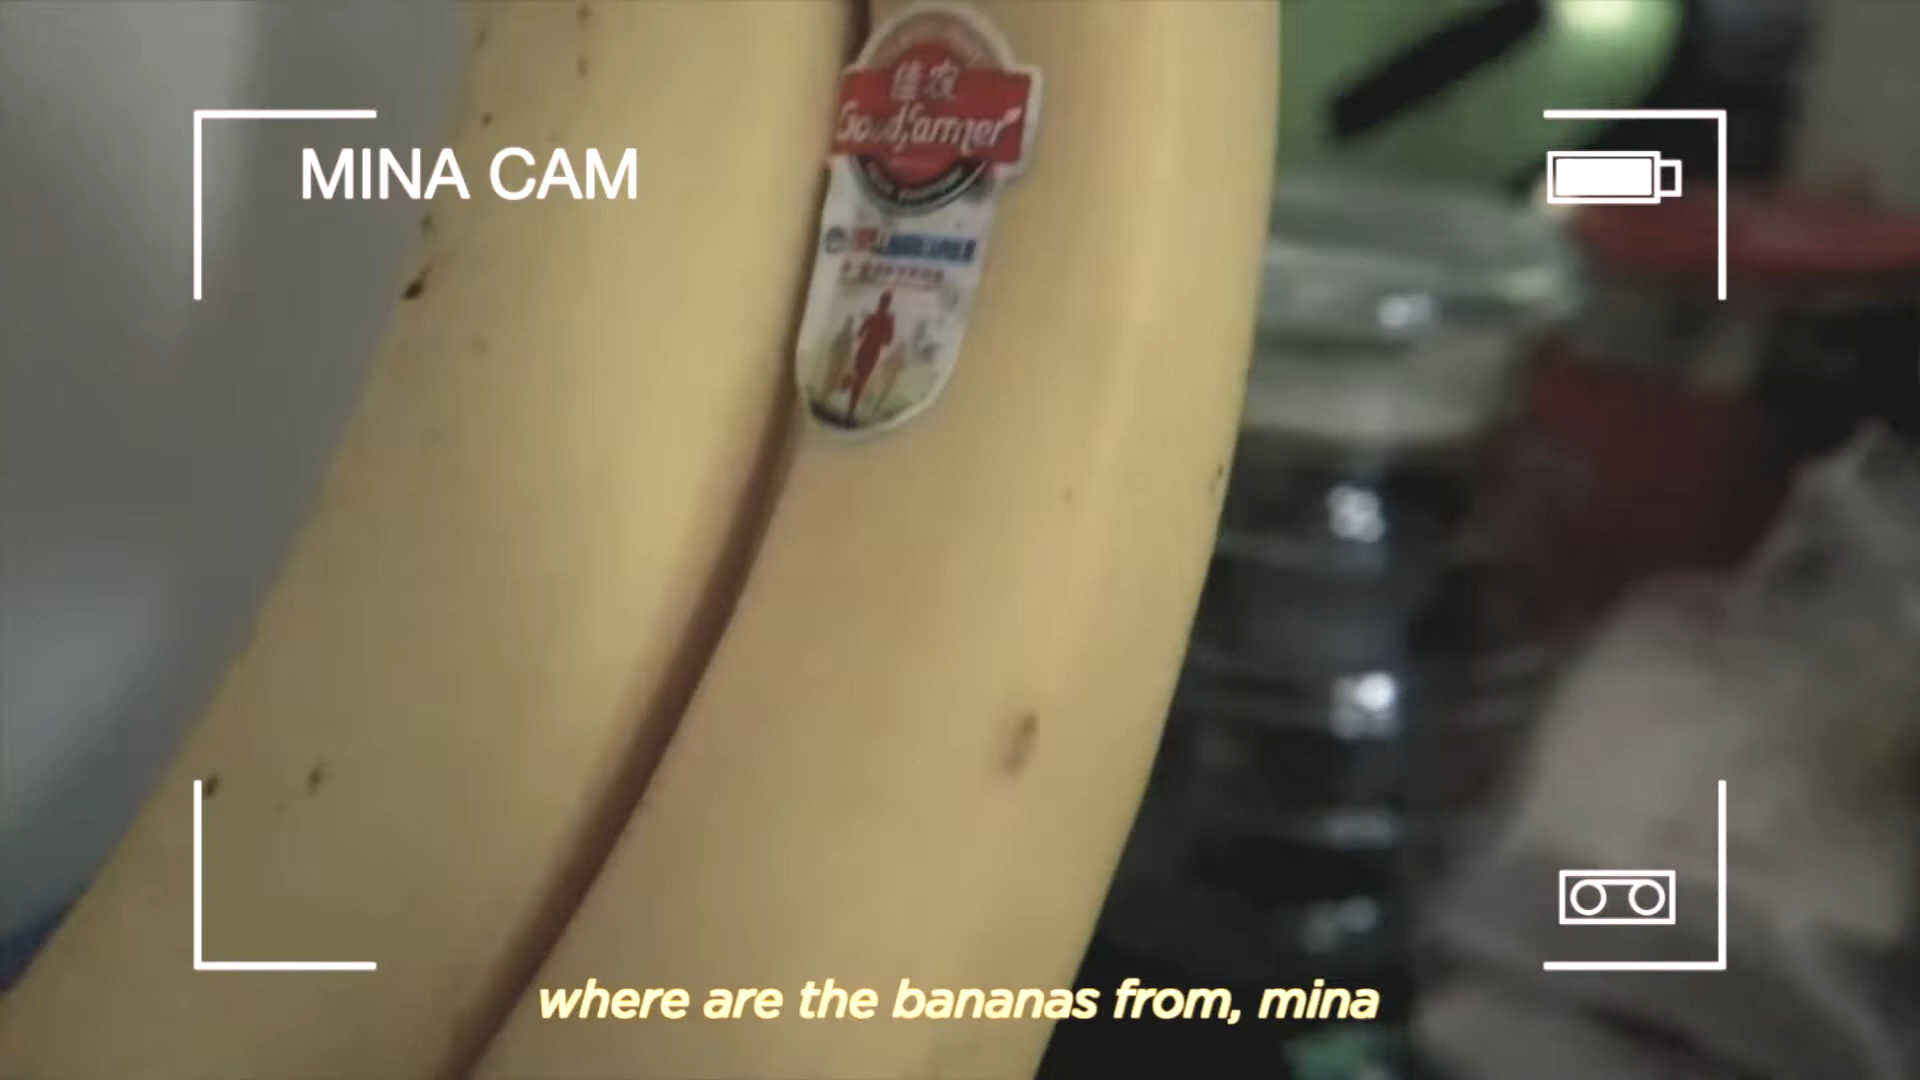 佳农
Goodfarmer
MINA CAM
where are the bananas from, mina